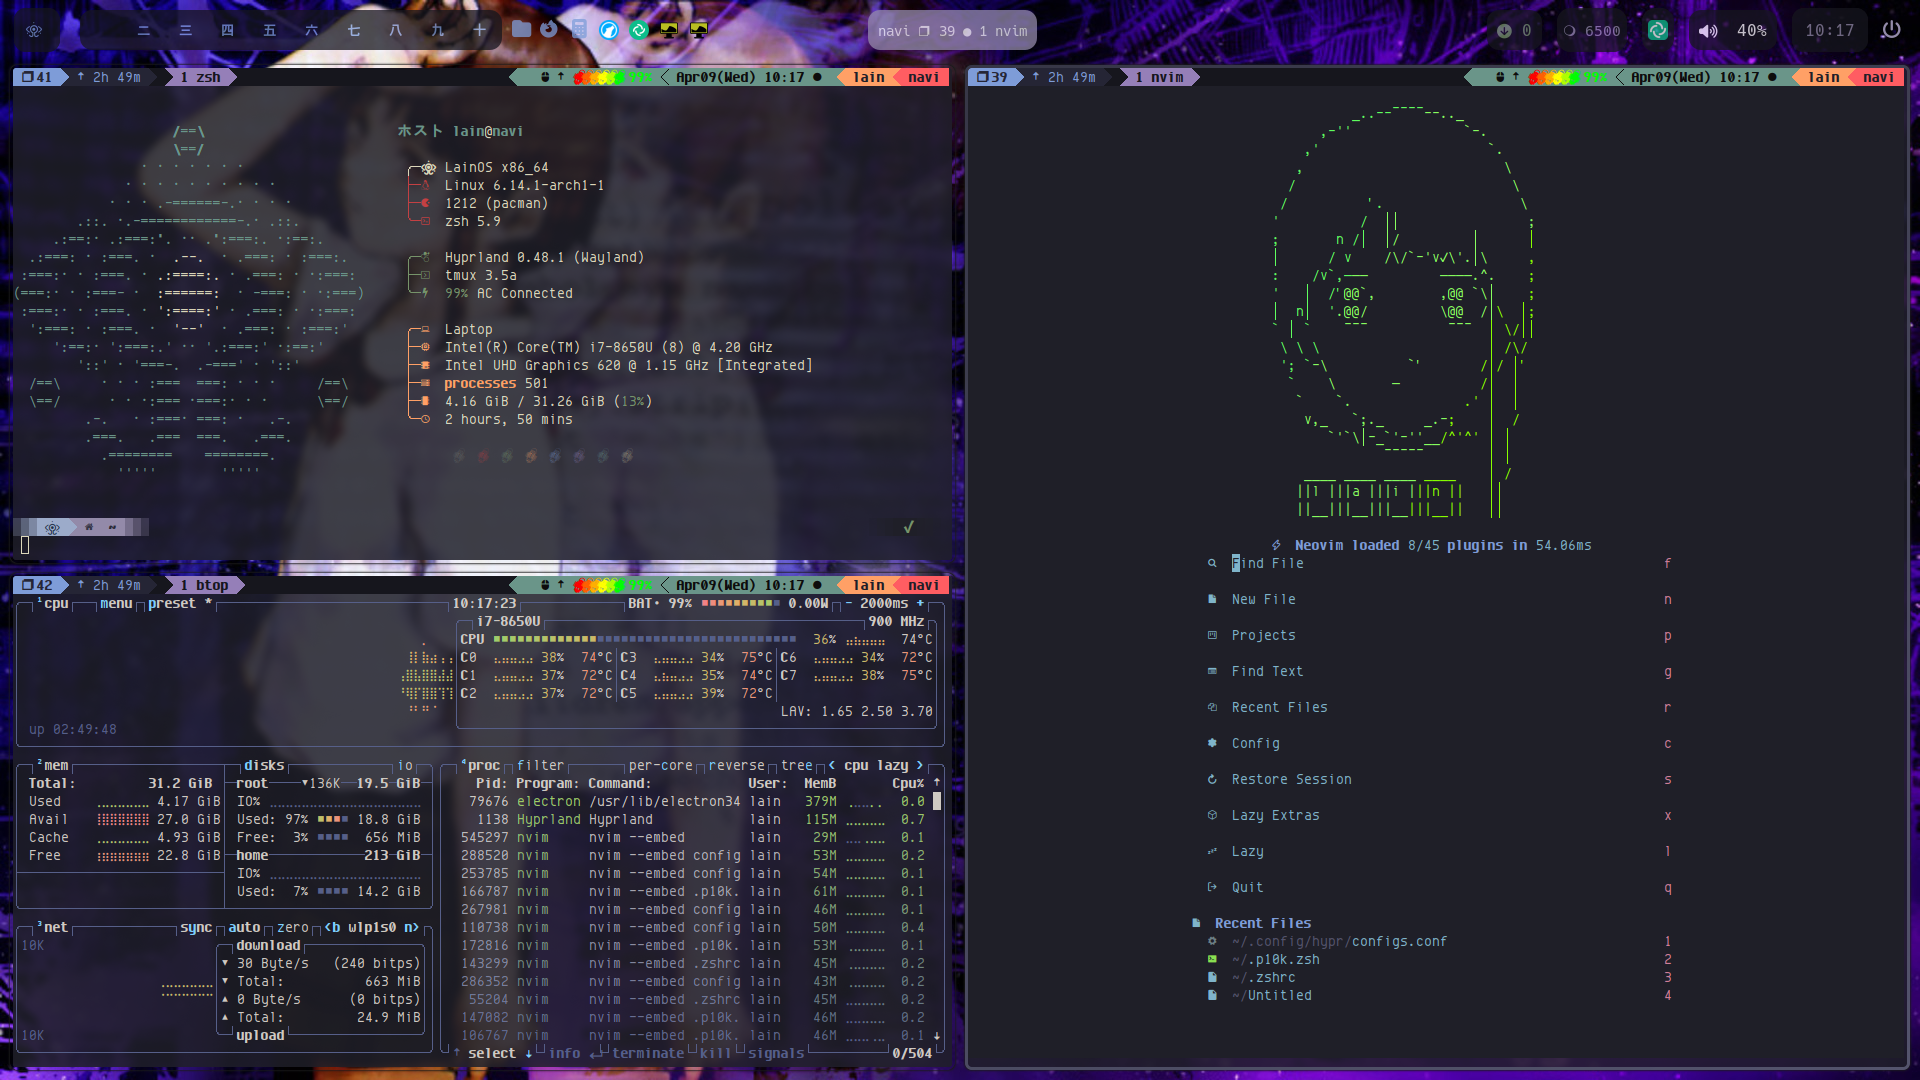 二 三 四 五 六 七 八 九 十
navi 39 ● 1 nvim
0 6500 40% 10:17
41 ↑ 2h 49m 1 zsh 99% Apr09(Wed) 10:17 ● lain navi
ホスト lain@navi
LainOS x86_64
Linux 6.14.1-arch1-1
1212 (pacman)
zsh 5.9
Hyprland 0.48.1 (Wayland)
tmux 3.5a
99% AC Connected
Laptop
Intel(R) Core(TM) i7-8650U (8) @ 4.20 GHz
Intel UHD Graphics 620 @ 1.15 GHz [Integrated]
processes 501
4.16 GiB / 31.26 GiB (13%)
2 hours, 50 mins
~ ✓
42 ↑ 2h 49m 1 btop 99% Apr09(Wed) 10:17 ● lain navi
¹cpu menu preset * 10:17:23 BAT· 99% 0.00W - 2000ms +
i7-8650U 900 MHz
CPU 36% 74°C
C0 38% 74°C C3 34% 75°C C6 34% 72°C
C1 37% 72°C C4 35% 74°C C7 38% 75°C
C2 37% 72°C C5 39% 72°C
LAV: 1.65 2.50 3.70
up 02:49:48
²mem disks io
Total: 31.2 GiB root ▼136K 19.5 GiB
Used 4.17 GiB IO%
Avail 27.0 GiB Used: 97% 18.8 GiB
Cache 4.93 GiB Free: 3% 656 MiB
Free 22.8 GiB home 213 GiB
IO%
Used: 7% 14.2 GiB
³net sync auto zero <b wlp1s0 n>
10K download
▼ 30 Byte/s (240 bitps)
▼ Total: 663 MiB
▲ 0 Byte/s (0 bitps)
▲ Total: 24.9 MiB
10K upload
⁴proc filter per-core reverse tree < cpu lazy >
Pid: Program: Command: User: MemB Cpu% ↑
79676 electron /usr/lib/electron34 lain 379M 0.0
1138 Hyprland Hyprland lain 115M 0.7
545297 nvim nvim --embed lain 29M 0.1
288520 nvim nvim --embed config lain 53M 0.2
253785 nvim nvim --embed config lain 54M 0.1
166787 nvim nvim --embed .p10k. lain 61M 0.1
267981 nvim nvim --embed config lain 46M 0.1
110738 nvim nvim --embed config lain 50M 0.4
172816 nvim nvim --embed .p10k. lain 53M 0.1
143299 nvim nvim --embed .zshrc lain 45M 0.2
286352 nvim nvim --embed config lain 43M 0.2
55204 nvim nvim --embed .zshrc lain 45M 0.2
147082 nvim nvim --embed .p10k. lain 46M 0.2
106767 nvim nvim --embed .p10k. lain 46M 0.1 ↓
↑ select ↓ info ↵ terminate kill signals 0/504
39 ↑ 2h 49m 1 nvim 99% Apr09(Wed) 10:17 ● lain navi
||l |||a |||i |||n ||
Neovim loaded 8/45 plugins in 54.06ms
Find File f
New File n
Projects p
Find Text g
Recent Files r
Config c
Restore Session s
Lazy Extras x
Lazy l
Quit q
Recent Files
~/.config/hypr/configs.conf 1
~/.p10k.zsh 2
~/.zshrc 3
~/Untitled 4